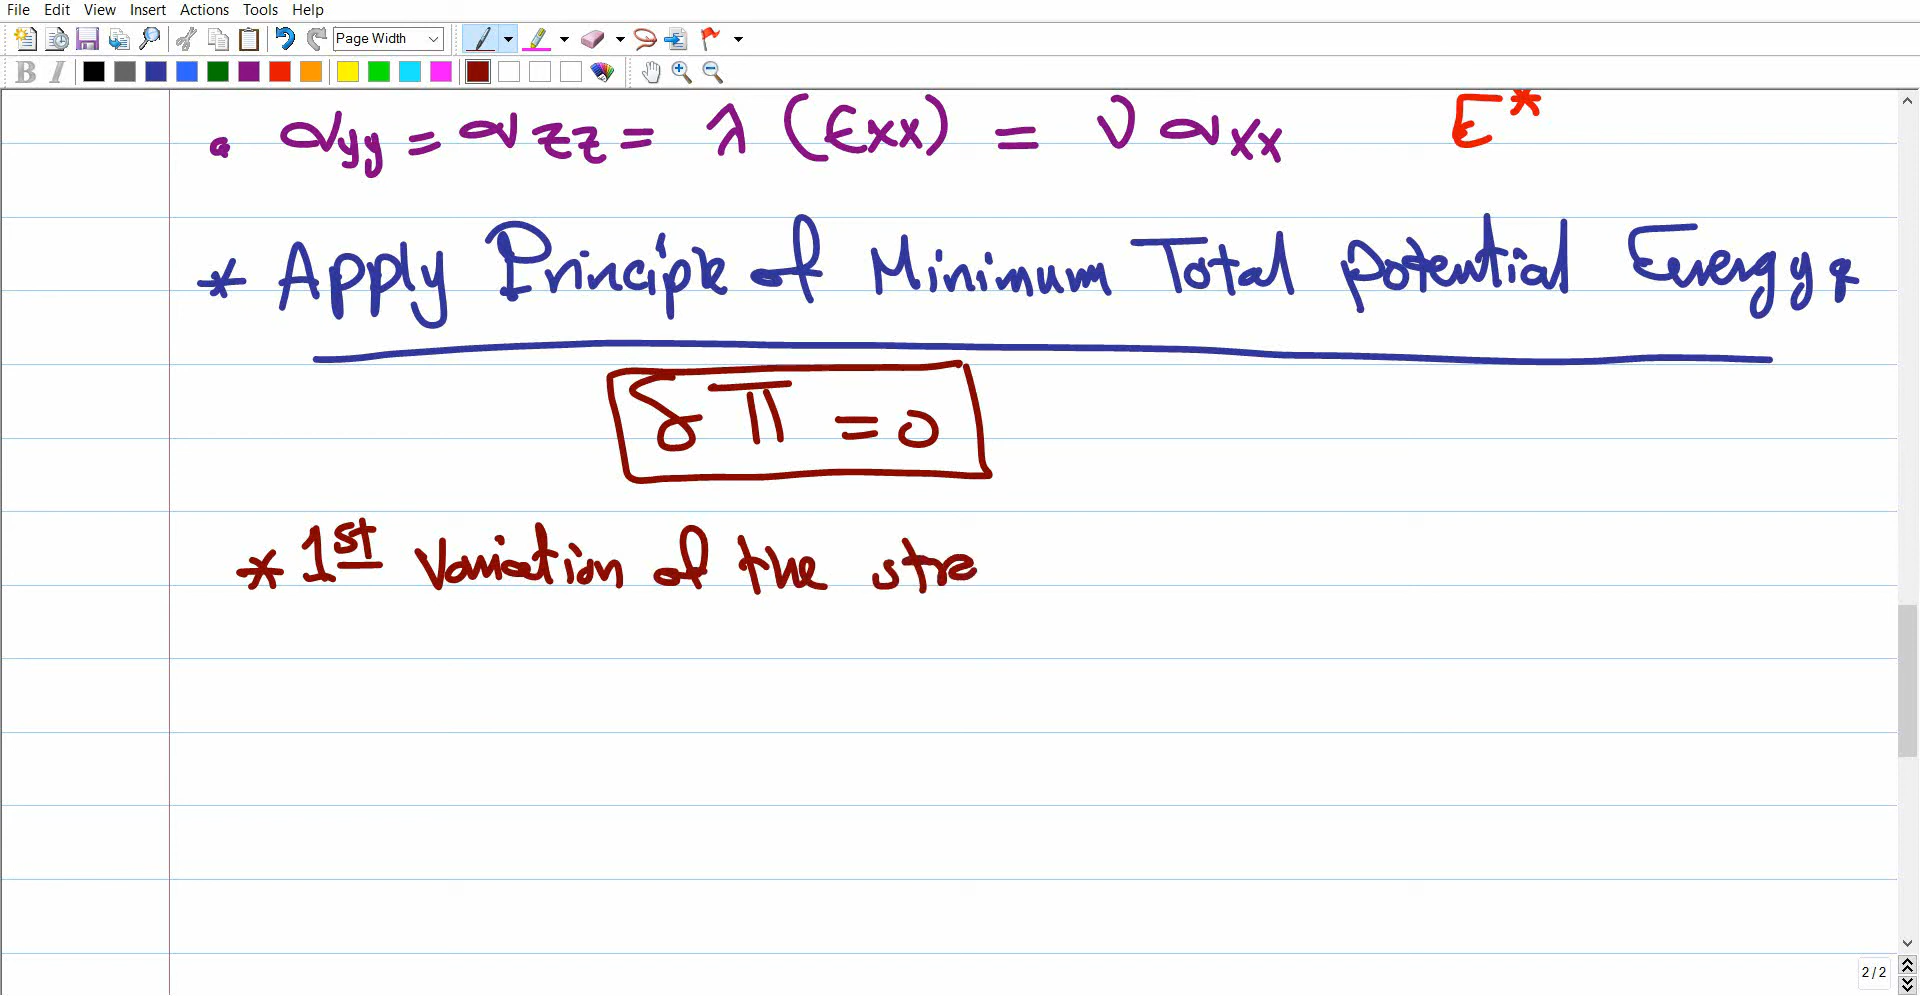 File Edit View Insert Actions Tools Help
Page Width
B I
σyy = σzz = λ (ϵxx) = ν σxx E*
* Apply Principle of Minimum Total Potential Energy
δΠ = 0
* 1st Variation of the stre
2 / 2